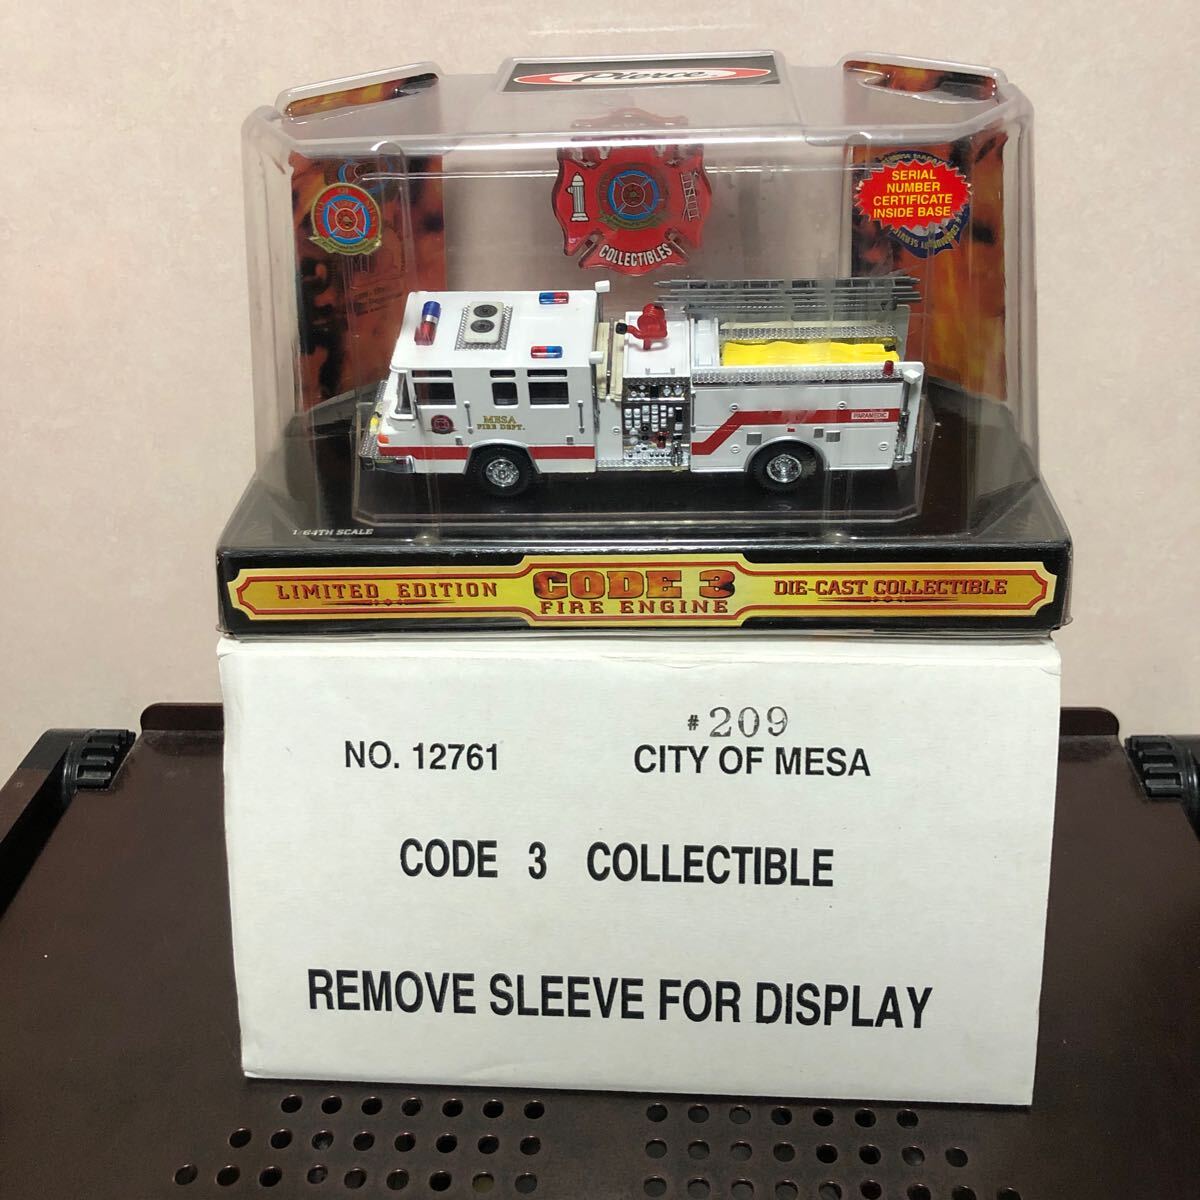 Pierce
COLLECTIBLES
SERIAL
NUMBER
CERTIFICATE
INSIDE BASE
MESA
FIRE DEPT.
PARAMEDIC
1/64TH SCALE
LIMITED EDITION
CODE 3
FIRE ENGINE
DIE-CAST COLLECTIBLE
#209
NO. 12761 CITY OF MESA
CODE 3 COLLECTIBLE
REMOVE SLEEVE FOR DISPLAY